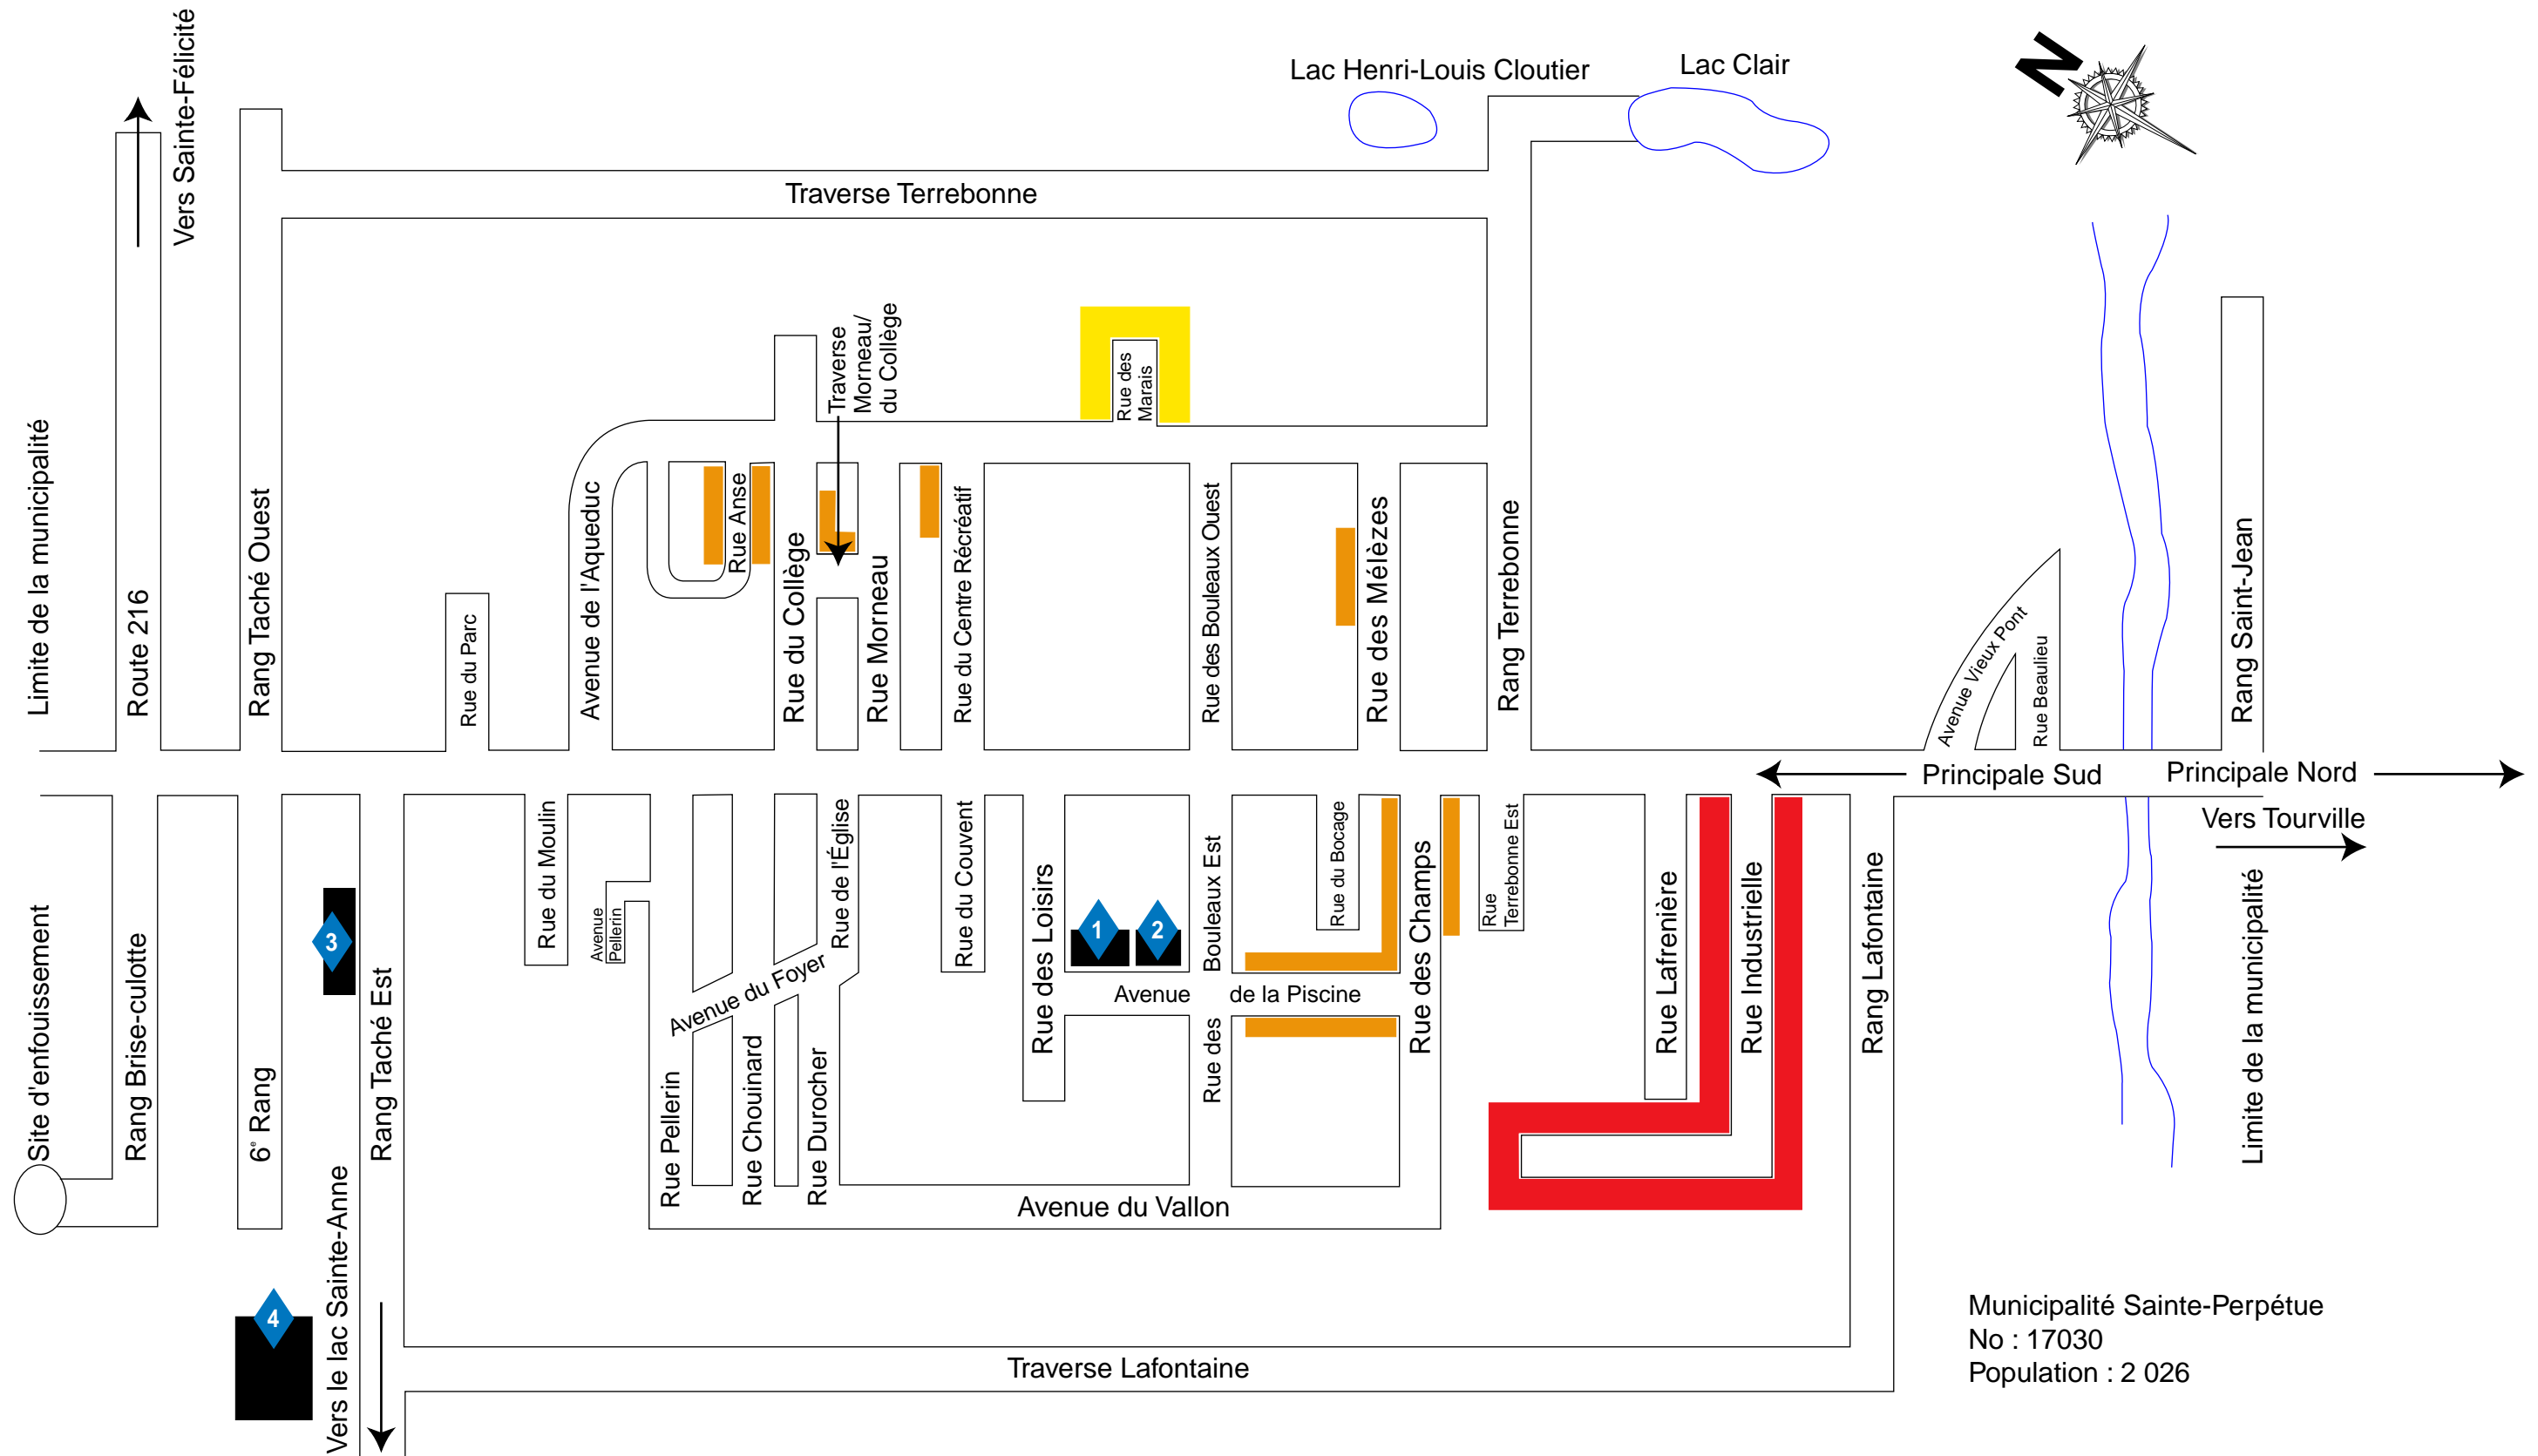 Lac Henri-Louis Cloutier
Lac Clair
N
Vers Sainte-Félicité
Traverse Terrebonne
Traverse
Morneau/
du Collège
Rue des
Marais
Limite de la municipalité
Route 216
Rang Taché Ouest
Rue du Parc
Avenue de l'Aqueduc
Rue Anse
Rue du Collège
Rue Morneau
Rue du Centre Récréatif
Rue des Bouleaux Ouest
Rue des Mélèzes
Rang Terrebonne
Avenue Vieux Pont
Rue Beaulieu
Rang Saint-Jean
Principale Sud
Principale Nord
Vers Tourville
Site d'enfouissement
Rang Brise-culotte
6e Rang
3
Rang Taché Est
Rue du Moulin
Avenue
Pellerin
Rue Pellerin
Avenue du Foyer
Rue Chouinard
Rue Durocher
Rue de l'Église
Rue du Couvent
Rue des Loisirs
1
2
Rue des
Bouleaux Est
Avenue de la Piscine
Rue du Bocage
Rue des Champs
Rue
Terrebonne Est
Rue Lafrenière
Rue Industrielle
Rang Lafontaine
Limite de la municipalité
Avenue du Vallon
4
Vers le lac Sainte-Anne
Traverse Lafontaine
Municipalité Sainte-Perpétue
No : 17030
Population : 2 026